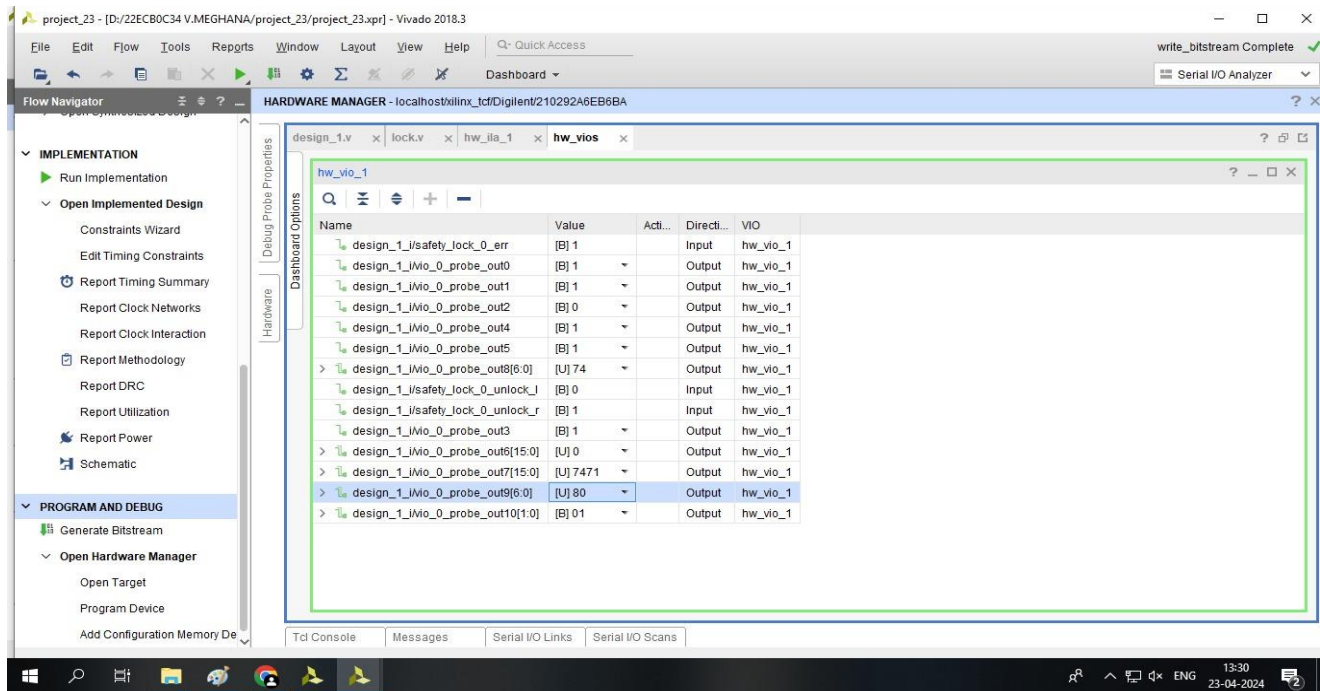 project_23 - [D:/22ECB0C34 V.MEGHANA/project_23/project_23.xpr] - Vivado 2018.3
File Edit Flow Tools Reports Window Layout View Help Q- Quick Access write_bitstream Complete
Dashboard Serial I/O Analyzer
Flow Navigator ? HARDWARE MANAGER - localhost/xilinx_tcf/Digilent/210292A6EB6BA ?
design_1.v lock.v hw_ila_1 hw_vios ?
IMPLEMENTATION
Run Implementation
Open Implemented Design
Constraints Wizard
Edit Timing Constraints
Report Timing Summary
Report Clock Networks
Report Clock Interaction
Report Methodology
Report DRC
Report Utilization
Report Power
Schematic
PROGRAM AND DEBUG
Generate Bitstream
Open Hardware Manager
Open Target
Program Device
Add Configuration Memory De
Debug Probe Properties
Hardware
Dashboard Options
hw_vio_1 ?
Name Value Acti... Directi... VIO
design_1_i/safety_lock_0_err [B] 1 Input hw_vio_1
design_1_i/vio_0_probe_out0 [B] 1 Output hw_vio_1
design_1_i/vio_0_probe_out1 [B] 1 Output hw_vio_1
design_1_i/vio_0_probe_out2 [B] 0 Output hw_vio_1
design_1_i/vio_0_probe_out4 [B] 1 Output hw_vio_1
design_1_i/vio_0_probe_out5 [B] 1 Output hw_vio_1
design_1_i/vio_0_probe_out8[6:0] [U] 74 Output hw_vio_1
design_1_i/safety_lock_0_unlock_l [B] 0 Input hw_vio_1
design_1_i/safety_lock_0_unlock_r [B] 1 Input hw_vio_1
design_1_i/vio_0_probe_out3 [B] 1 Output hw_vio_1
design_1_i/vio_0_probe_out6[15:0] [U] 0 Output hw_vio_1
design_1_i/vio_0_probe_out7[15:0] [U] 7471 Output hw_vio_1
design_1_i/vio_0_probe_out9[6:0] [U] 80 Output hw_vio_1
design_1_i/vio_0_probe_out10[1:0] [B] 01 Output hw_vio_1
Tcl Console Messages Serial I/O Links Serial I/O Scans
ENG 13:30
23-04-2024 2